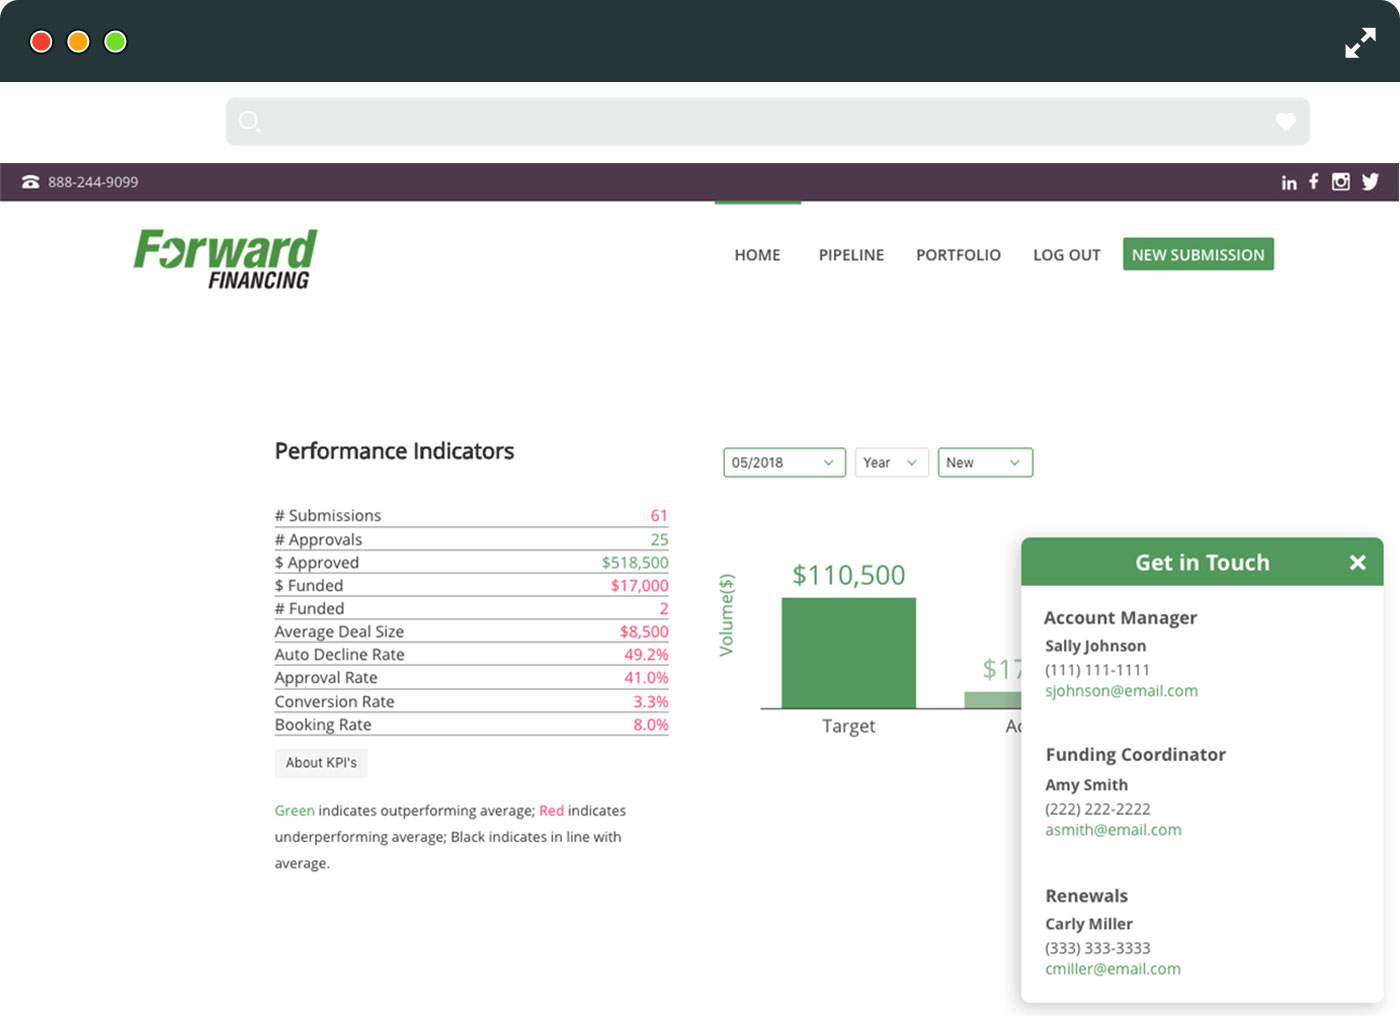 888-244-9099
Forward
FINANCING
HOME PIPELINE PORTFOLIO LOG OUT NEW SUBMISSION
Performance Indicators
05/2018 Year New
# Submissions 61
# Approvals 25
$ Approved $518,500
$ Funded $17,000
# Funded 2
Average Deal Size $8,500
Auto Decline Rate 49.2%
Approval Rate 41.0%
Conversion Rate 3.3%
Booking Rate 8.0%
About KPI's
Green indicates outperforming average; Red indicates
underperforming average; Black indicates in line with
average.
Volume($)
$110,500
$17
Target
Get in Touch
Account Manager
Sally Johnson
(111) 111-1111
sjohnson@email.com
Funding Coordinator
Amy Smith
(222) 222-2222
asmith@email.com
Renewals
Carly Miller
(333) 333-3333
cmiller@email.com